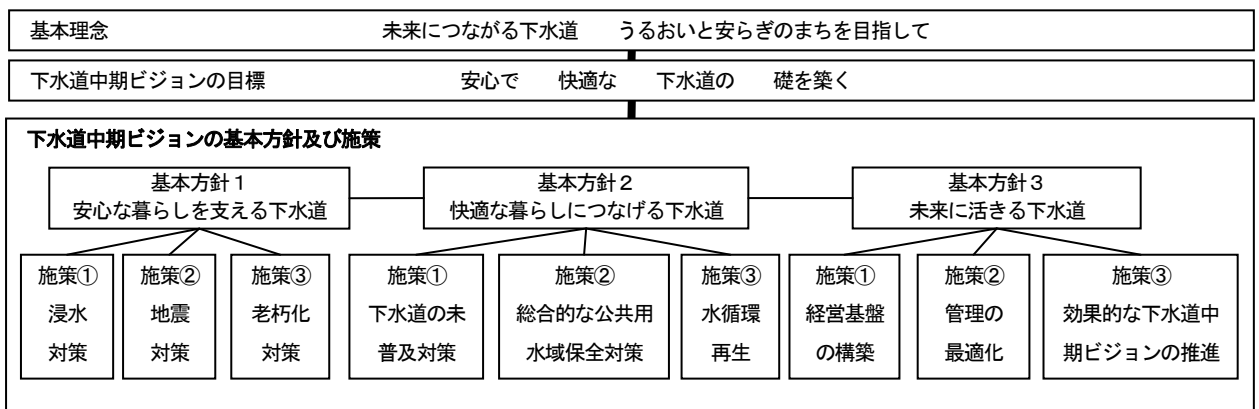 基本理念　未来につながる下水道　うるおいと安らぎのまちを目指して
下水道中期ビジョンの目標　安心で　快適な　下水道の　礎を築く
下水道中期ビジョンの基本方針及び施策
基本方針１
安心な暮らしを支える下水道
基本方針２
快適な暮らしにつなげる下水道
基本方針３
未来に活きる下水道
施策①
浸水
対策
施策②
地震
対策
施策③
老朽化
対策
施策①
下水道の未
普及対策
施策②
総合的な公共用
水域保全対策
施策③
水循環
再生
施策①
経営基盤
の構築
施策②
管理の
最適化
施策③
効果的な下水道中
期ビジョンの推進